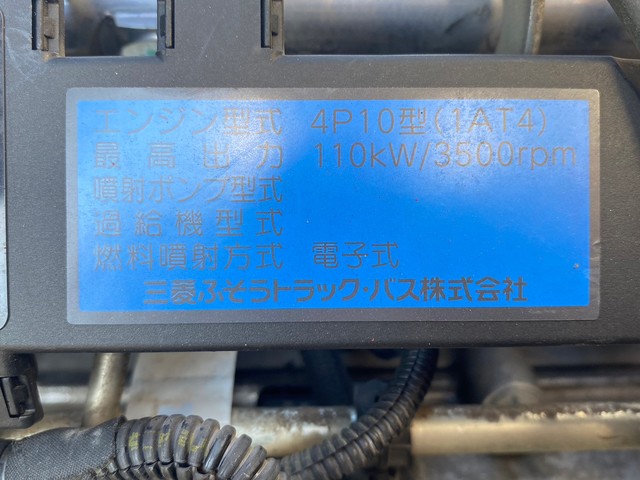 エンジン型式 4P10型(1AT4)
最高出力 110kW/3500rpm
噴射ポンプ型式
過給機型式
燃料噴射方式 電子式
三菱ふそうトラック・バス株式会社